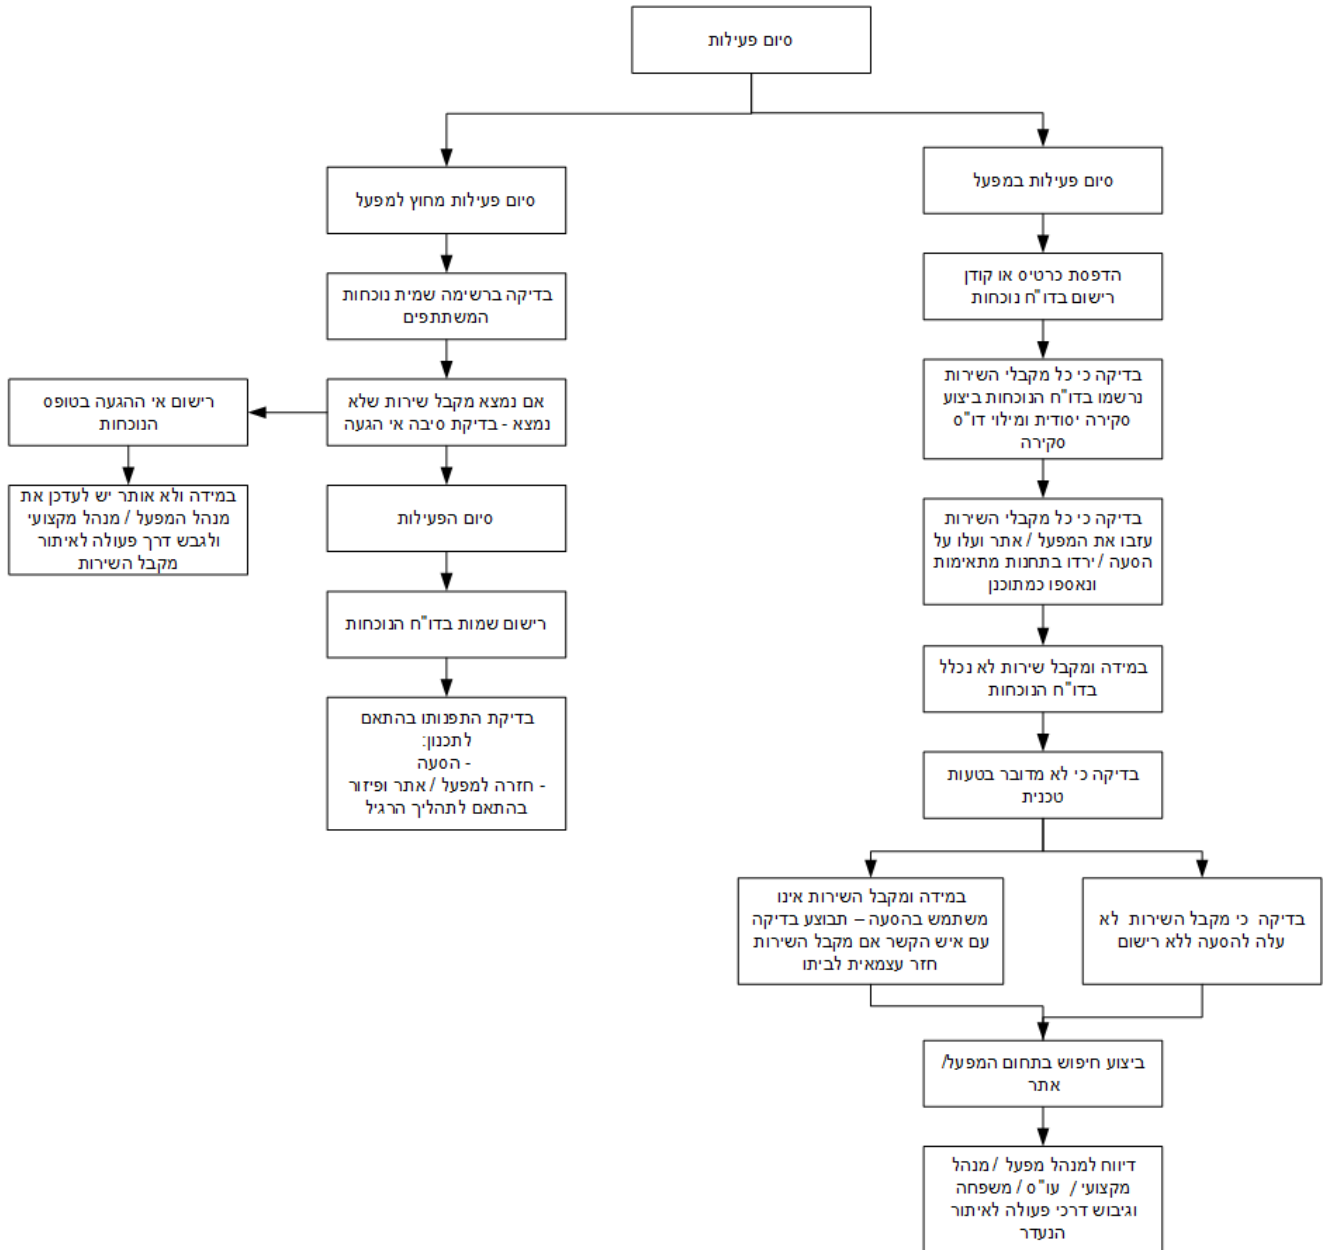 סיום פעילות
סיום פעילות במפעל
הדפסת כרטיס או קודן
רישום בדו"ח נוכחות
בדיקה כי כל מקבלי השירות
נרשמו בדו"ח הנוכחות ביצוע
סקירה יסודית ומילוי דו"ס
סקירה
בדיקה כי כל מקבלי השירות
עזבו את המפעל / אתר ועלו על
הסעה / ירדו בתחנות מתאימות
ונאספו כמתוכנן
במידה ומקבל שירות לא נכלל
בדו"ח הנוכחות
בדיקה כי לא מדובר בטעות
טכנית
בדיקה כי מקבל השירות לא
עלה להסעה ללא רישום
במידה ומקבל השירות אינו
משתמש בהסעה – תבוצע בדיקה
עם איש הקשר אם מקבל השירות
חזר עצמאית לביתו
ביצוע חיפוש בתחום המפעל/
אתר
דיווח למנהל מפעל / מנהל
מקצועי / עו"ס / משפחה
וגיבוש דרכי פעולה לאיתור
הנעדר
סיום פעילות מחוץ למפעל
בדיקה ברשימה שמית נוכחות
המשתתפים
אם נמצא מקבל שירות שלא
נמצא - בדיקת סיבה אי הגעה
רישום אי ההגעה בטופס
הנוכחות
במידה ולא אותר יש לעדכן את
מנהל המפעל / מנהל מקצועי
ולגבש דרך פעולה לאיתור
מקבל השירות
סיום הפעילות
רישום שמות בדו"ח הנוכחות
בדיקת התפנותו בהתאם
לתכנון:
- הסעה
- חזרה למפעל / אתר ופיזור
בהתאם לתהליך הרגיל